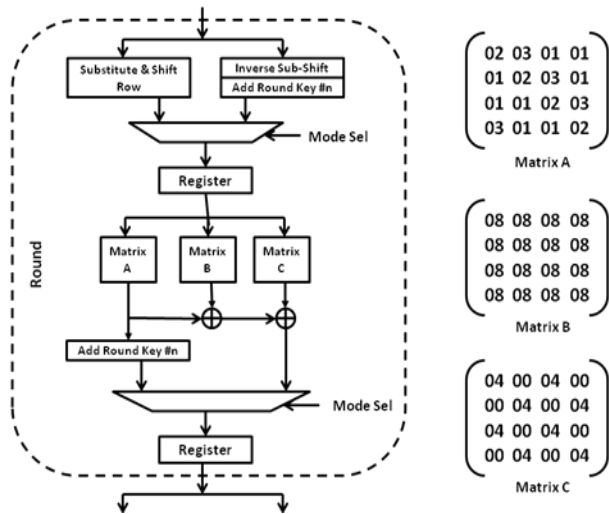 Substitute & Shift
Row
Inverse Sub-Shift
Add Round Key #n
Mode Sel
Register
Round
Matrix
A
Matrix
B
Matrix
C
Add Round Key #n
Mode Sel
Register
02 03 01 01
01 02 03 01
01 01 02 03
03 01 01 02
Matrix A
08 08 08 08
08 08 08 08
08 08 08 08
08 08 08 08
Matrix B
04 00 04 00
00 04 00 04
04 00 04 00
00 04 00 04
Matrix C